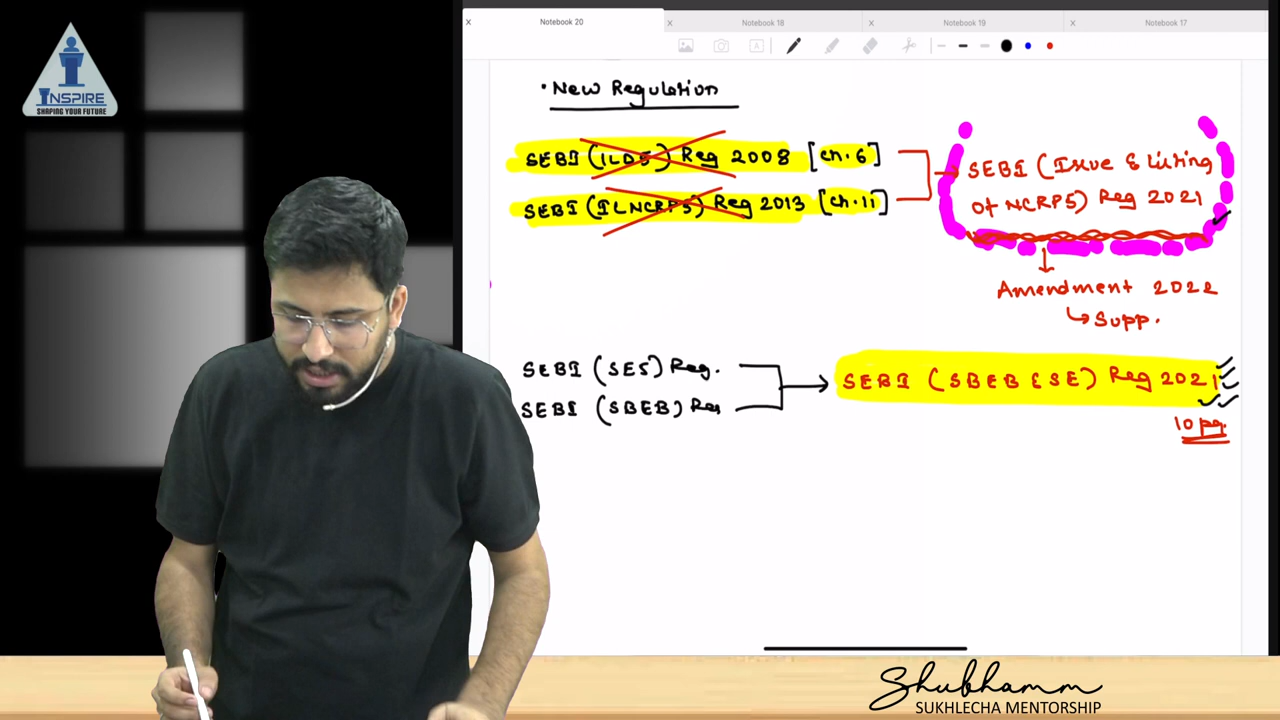 Notebook 20
Notebook 18
Notebook 19
Notebook 17
INSPIRE
SHAPING YOUR FUTURE
• New Regulation
SEBI (ILDS) Reg 2008 [Ch. 6]
SEBI (ILNCRPS) Reg 2013 [Ch. 11]
SEBI (Issue & Listing
of NCRPS) Reg 2021
Amendment 2022
↳ Supp.
SEBI (SES) Reg.
SEBI (SBEB) Reg
SEBI (SBEB & SE) Reg 2021
10 pg.
Shubhamm
SUKHLECHA MENTORSHIP